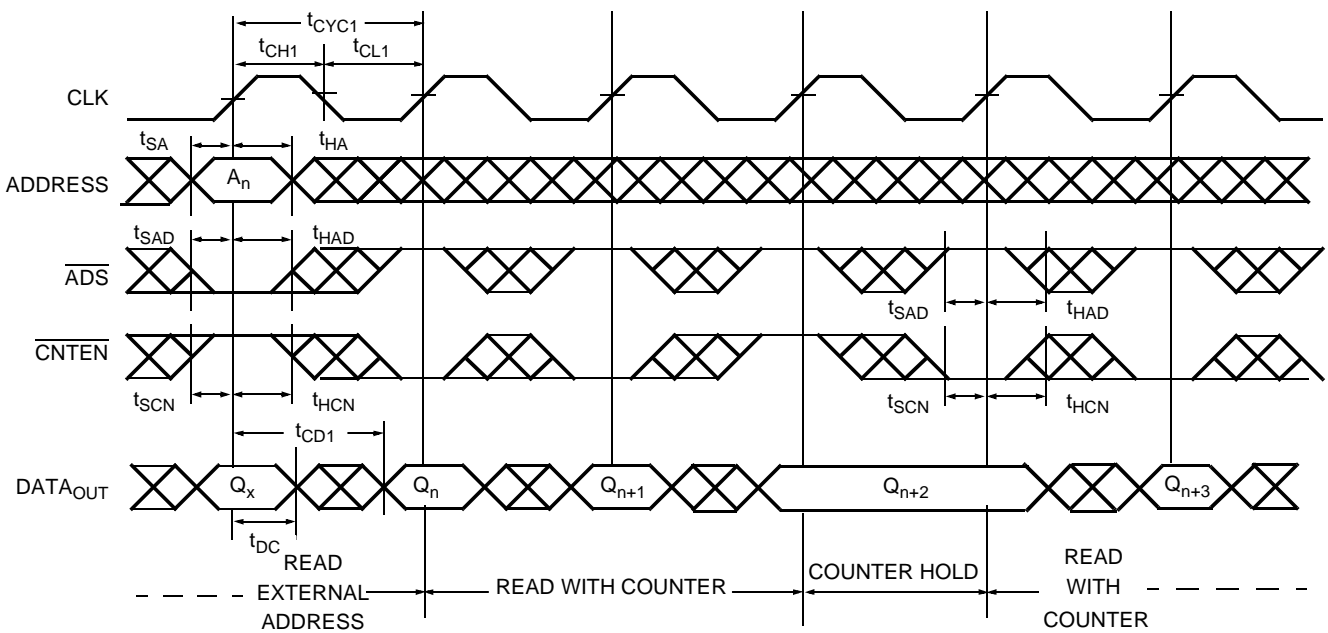 tCYC1
tCH1 tCL1
CLK
tSA tHA
ADDRESS An
tSAD tHAD
ADS
tSAD tHAD
CNTEN
tSCN tHCN tSCN tHCN
tCD1
DATAOUT Qx Qn Qn+1 Qn+2 Qn+3
tDC
READ EXTERNAL ADDRESS
READ WITH COUNTER
COUNTER HOLD
READ WITH COUNTER